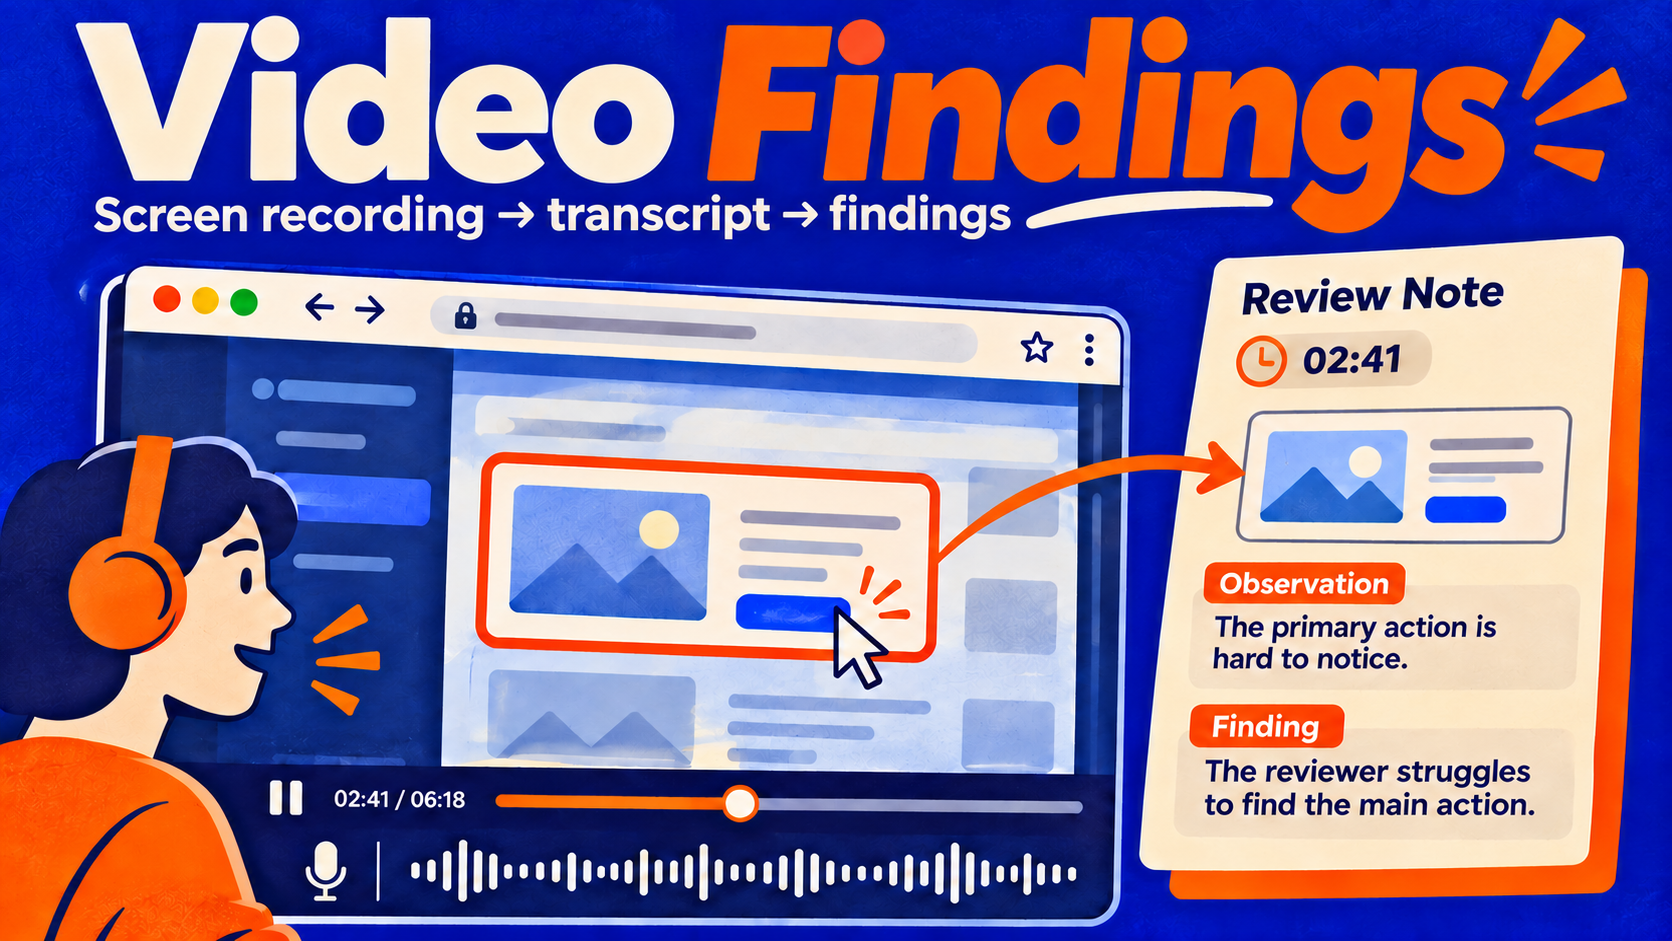 Video Findings
Screen recording → transcript → findings
Review Note
02:41
Observation
The primary action is
hard to notice.
Finding
The reviewer struggles
to find the main action.
02:41 / 06:18